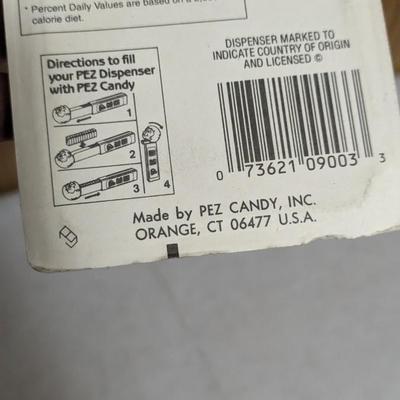 * Percent Daily Values are based on a
calorie diet.
Directions to fill
your PEZ Dispenser
with PEZ Candy
1
2
3
4
DISPENSER MARKED TO
INDICATE COUNTRY OF ORIGIN
AND LICENSED ©
0 73621 09003 3
Made by PEZ CANDY, INC.
ORANGE, CT 06477 U.S.A.